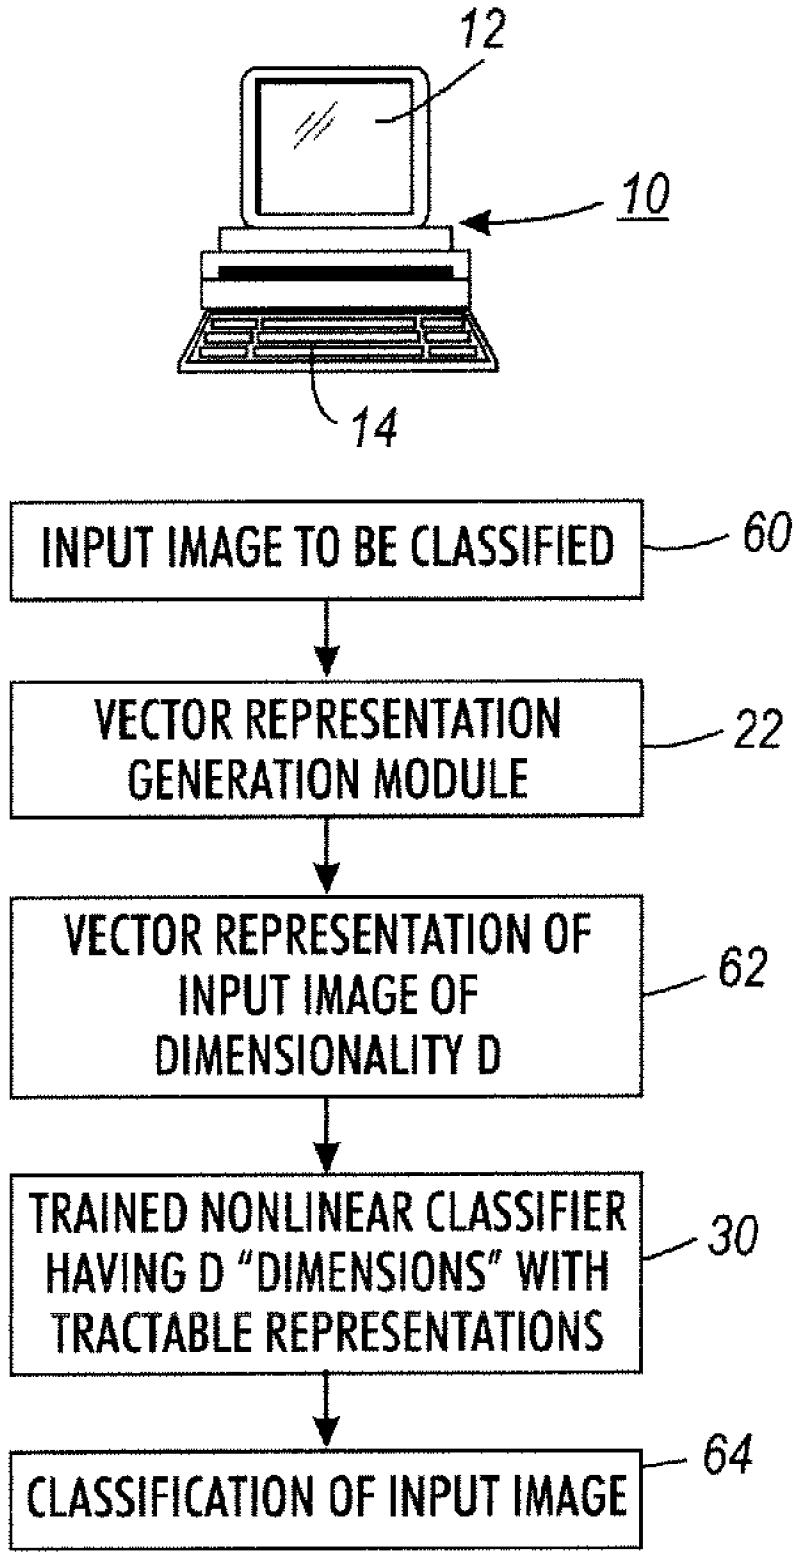 12
10
14
INPUT IMAGE TO BE CLASSIFIED
60
VECTOR REPRESENTATION
GENERATION MODULE
22
VECTOR REPRESENTATION OF
INPUT IMAGE OF
DIMENSIONALITY D
62
TRAINED NONLINEAR CLASSIFIER
HAVING D “DIMENSIONS” WITH
TRACTABLE REPRESENTATIONS
30
CLASSIFICATION OF INPUT IMAGE
64